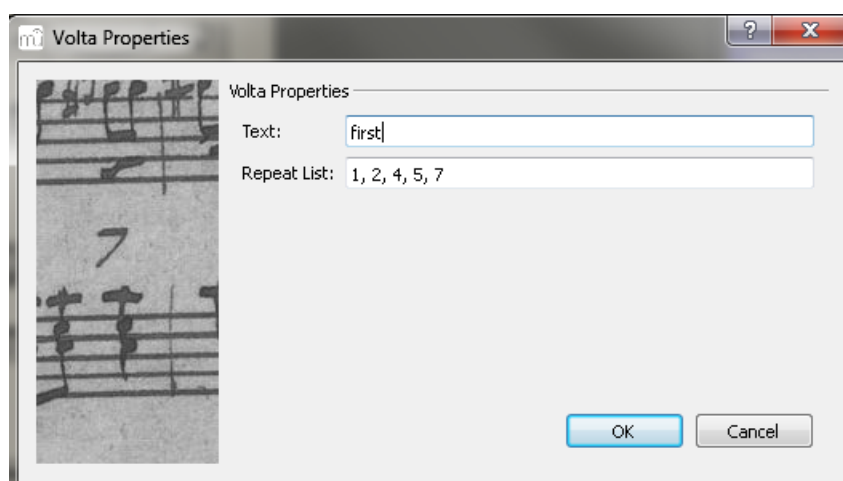 Volta Properties
Volta Properties
Text: first
Repeat List: 1, 2, 4, 5, 7
7
OK Cancel